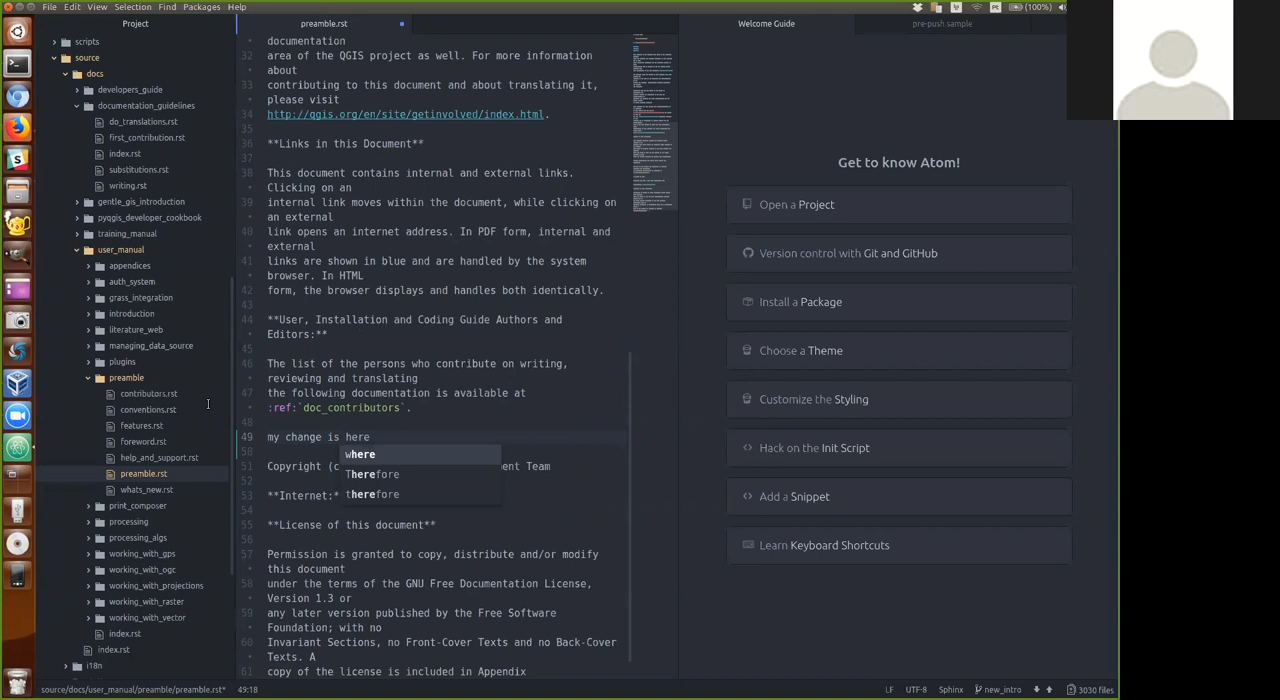 File Edit View Selection Find Packages Help
(100%)
Project
preamble.rst
Welcome Guide
pre-push.sample
scripts
source
docs
developers_guide
documentation_guidelines
do_translations.rst
first_contribution.rst
index.rst
substitutions.rst
writing.rst
gentle_gis_introduction
pyqgis_developer_cookbook
training_manual
user_manual
appendices
auth_system
grass_integration
introduction
literature_web
managing_data_source
plugins
preamble
contributors.rst
conventions.rst
features.rst
foreword.rst
help_and_support.rst
preamble.rst
whats_new.rst
print_composer
processing
processing_algs
working_with_gps
working_with_ogc
working_with_projections
working_with_raster
working_with_vector
index.rst
index.rst
i18n
documentation
32 area of the QGIS project as well. For more information
about
33 contributing to this document and about translating it,
please visit
34 http://qgis.org/en/site/getinvolved/index.html.
35
36 **Links in this Document**
37
38 This document contains internal and external links.
Clicking on an
39 internal link moves within the document, while clicking on
an external
40 link opens an internet address. In PDF form, internal and
external
41 links are shown in blue and are handled by the system
browser. In HTML
42 form, the browser displays and handles both identically.
43
44 **User, Installation and Coding Guide Authors and
Editors:**
45
46 The list of the persons who contribute on writing,
reviewing and translating
47 the following documentation is available at
:ref:`doc_contributors`.
48
49 my change is here
50 where
51 Copyright (c ment Team
Therefore
52
53 **Internet:*
therefore
54
55 **License of this document**
56
57 Permission is granted to copy, distribute and/or modify
this document
58 under the terms of the GNU Free Documentation License,
Version 1.3 or
59 any later version published by the Free Software
Foundation; with no
60 Invariant Sections, no Front-Cover Texts and no Back-Cover
Texts. A
61 copy of the license is included in Appendix
Get to know Atom!
Open a Project
Version control with Git and GitHub
Install a Package
Choose a Theme
Customize the Styling
Hack on the Init Script
Add a Snippet
Learn Keyboard Shortcuts
source/docs/user_manual/preamble/preamble.rst* 49:18
LF UTF-8 Sphinx new_intro 3030 files